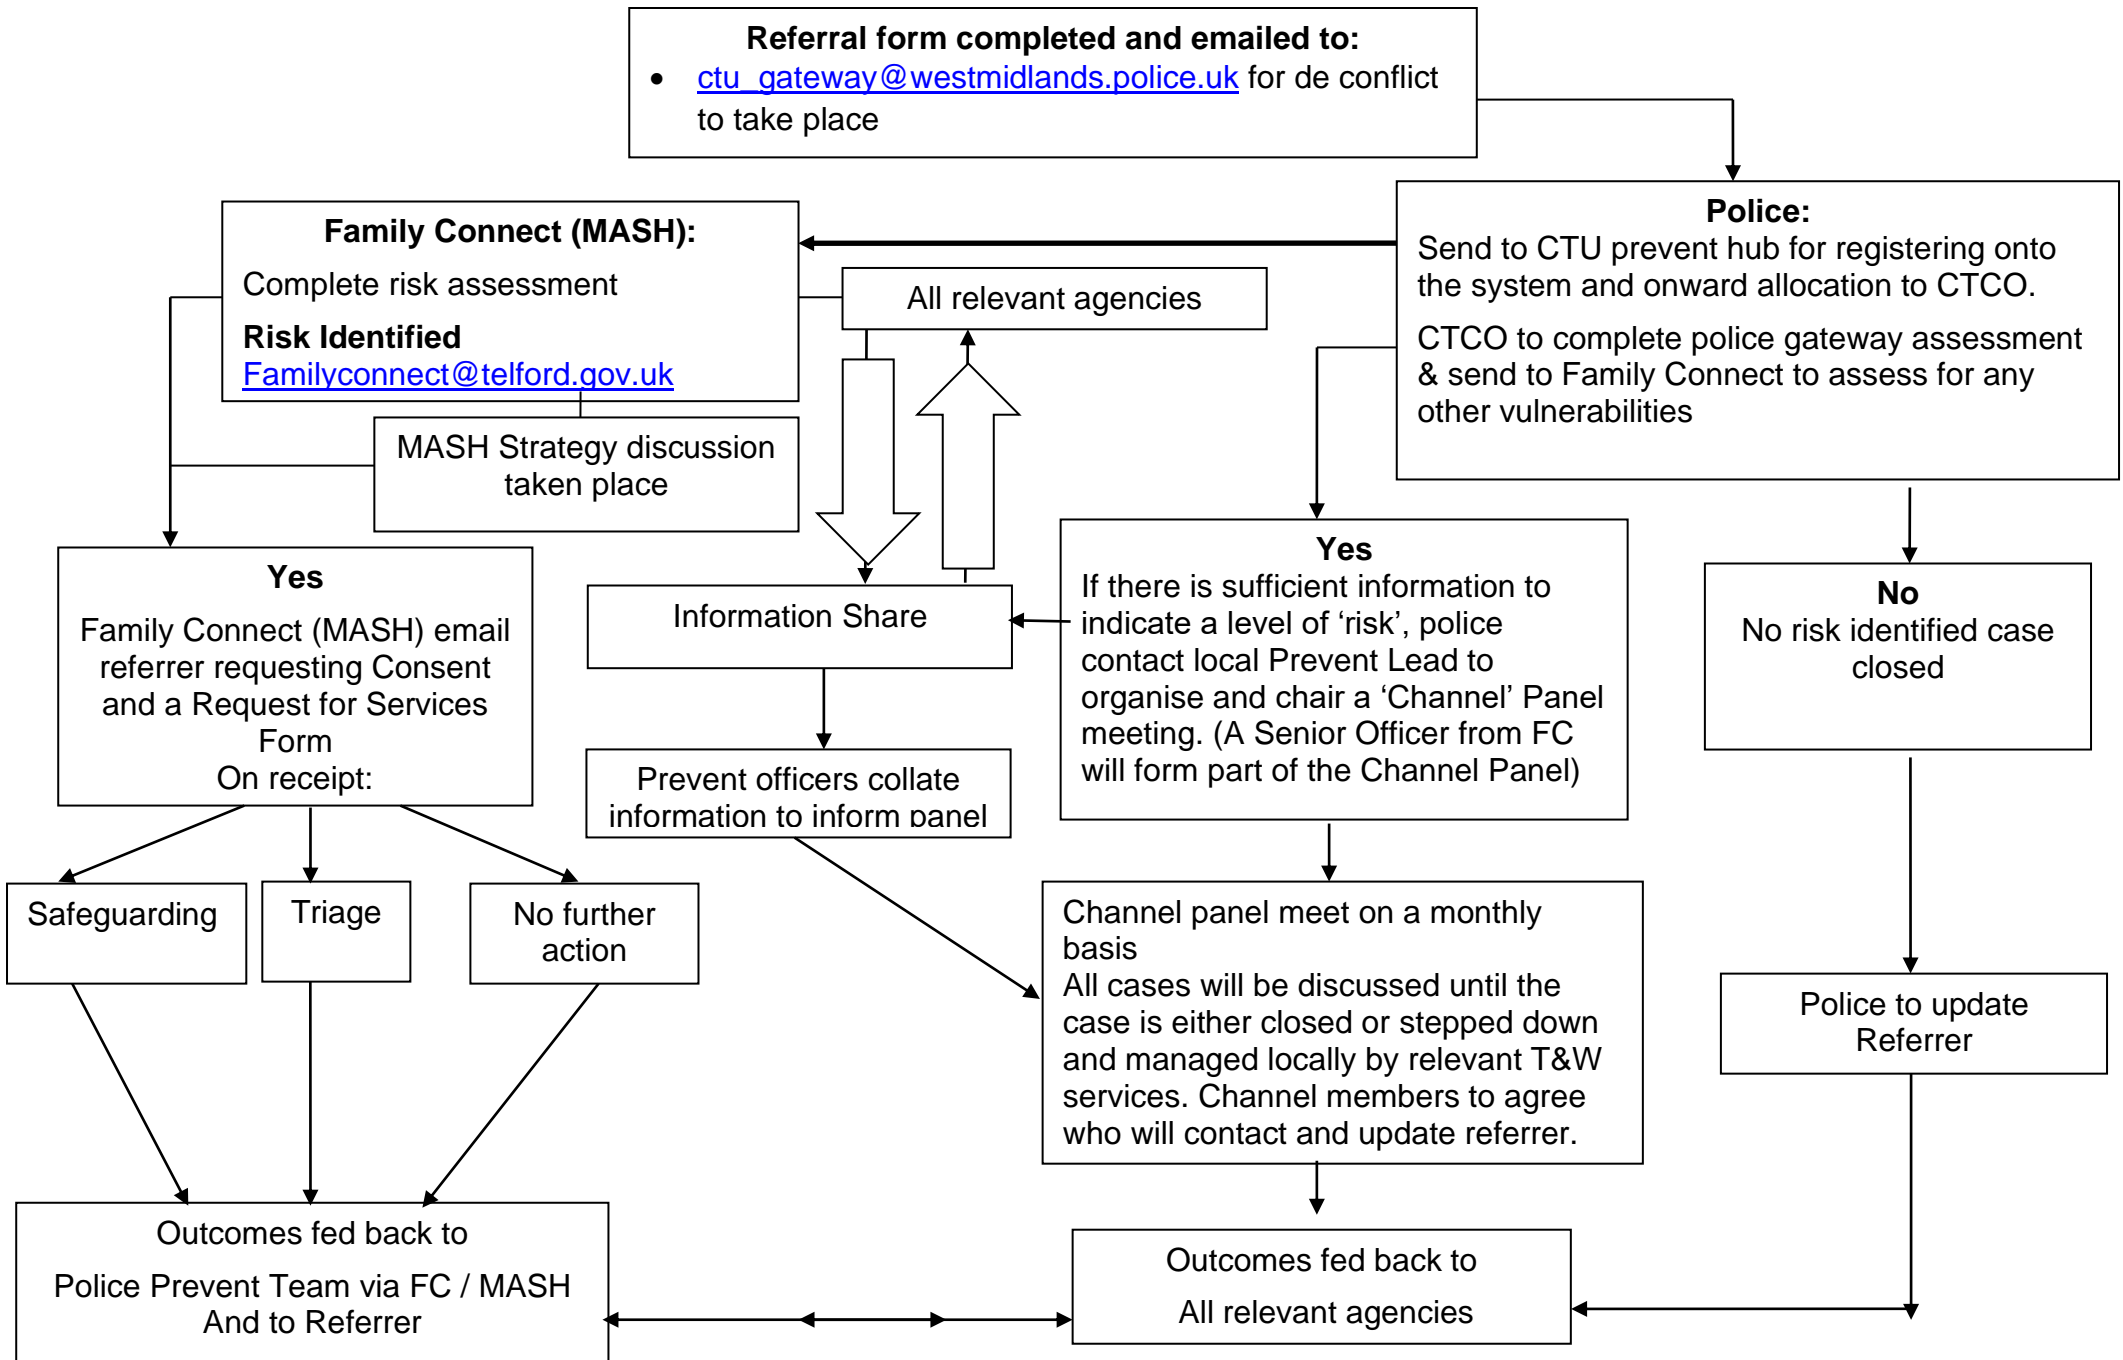 Referral form completed and emailed to:
• ctu_gateway@westmidlands.police.uk for de conflict
to take place
Family Connect (MASH):
Complete risk assessment
Risk Identified
Familyconnect@telford.gov.uk
All relevant agencies
Police:
Send to CTU prevent hub for registering onto
the system and onward allocation to CTCO.
CTCO to complete police gateway assessment
& send to Family Connect to assess for any
other vulnerabilities
MASH Strategy discussion
taken place
Yes
Family Connect (MASH) email
referrer requesting Consent
and a Request for Services
Form
On receipt:
Information Share
Yes
If there is sufficient information to
indicate a level of ‘risk’, police
contact local Prevent Lead to
organise and chair a ‘Channel’ Panel
meeting. (A Senior Officer from FC
will form part of the Channel Panel)
No
No risk identified case
closed
Prevent officers collate
information to inform panel
Safeguarding
Triage
No further
action
Channel panel meet on a monthly
basis
All cases will be discussed until the
case is either closed or stepped down
and managed locally by relevant T&W
services. Channel members to agree
who will contact and update referrer.
Police to update
Referrer
Outcomes fed back to
Police Prevent Team via FC / MASH
And to Referrer
Outcomes fed back to
All relevant agencies